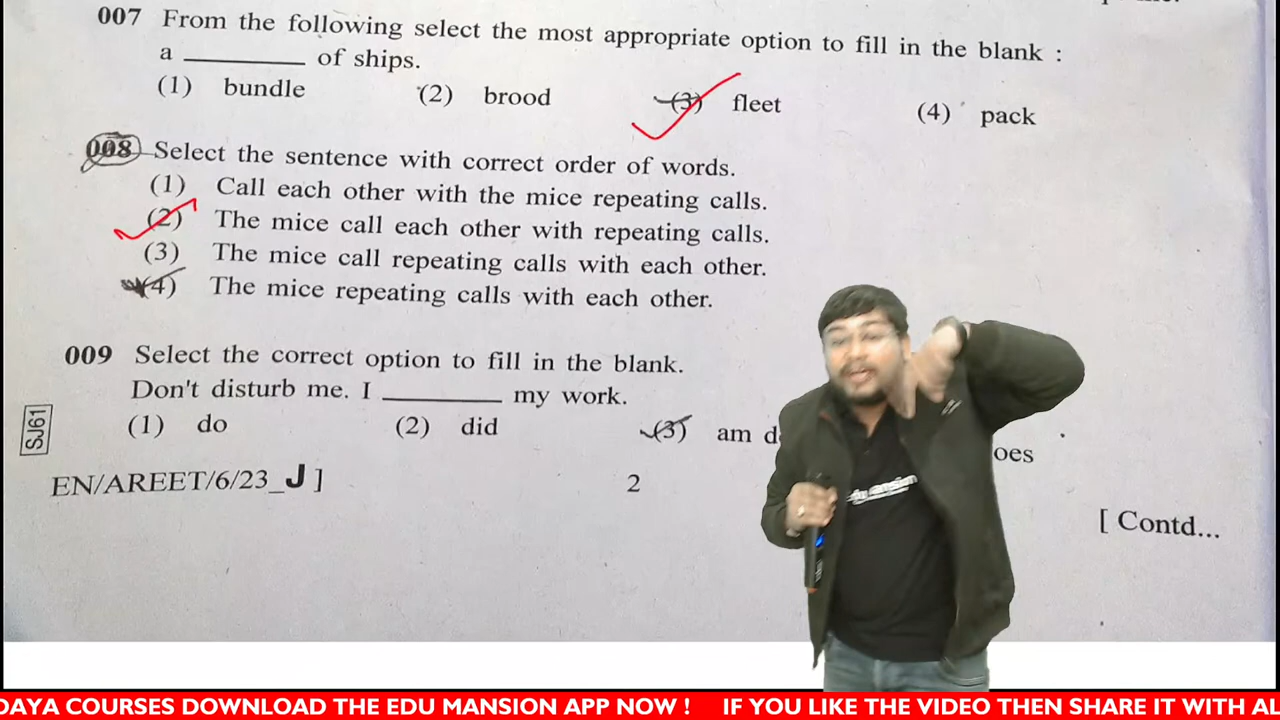 007 From the following select the most appropriate option to fill in the blank :
a ________ of ships.
(1) bundle (2) brood (3) fleet (4) pack
008 Select the sentence with correct order of words.
(1) Call each other with the mice repeating calls.
(2) The mice call each other with repeating calls.
(3) The mice call repeating calls with each other.
(4) The mice repeating calls with each other.
009 Select the correct option to fill in the blank.
Don't disturb me. I ________ my work.
(1) do (2) did (3) am d oes
SJ61
EN/AREET/6/23_J ] 2 [ Contd...
DAYA COURSES DOWNLOAD THE EDU MANSION APP NOW ! IF YOU LIKE THE VIDEO THEN SHARE IT WITH AL